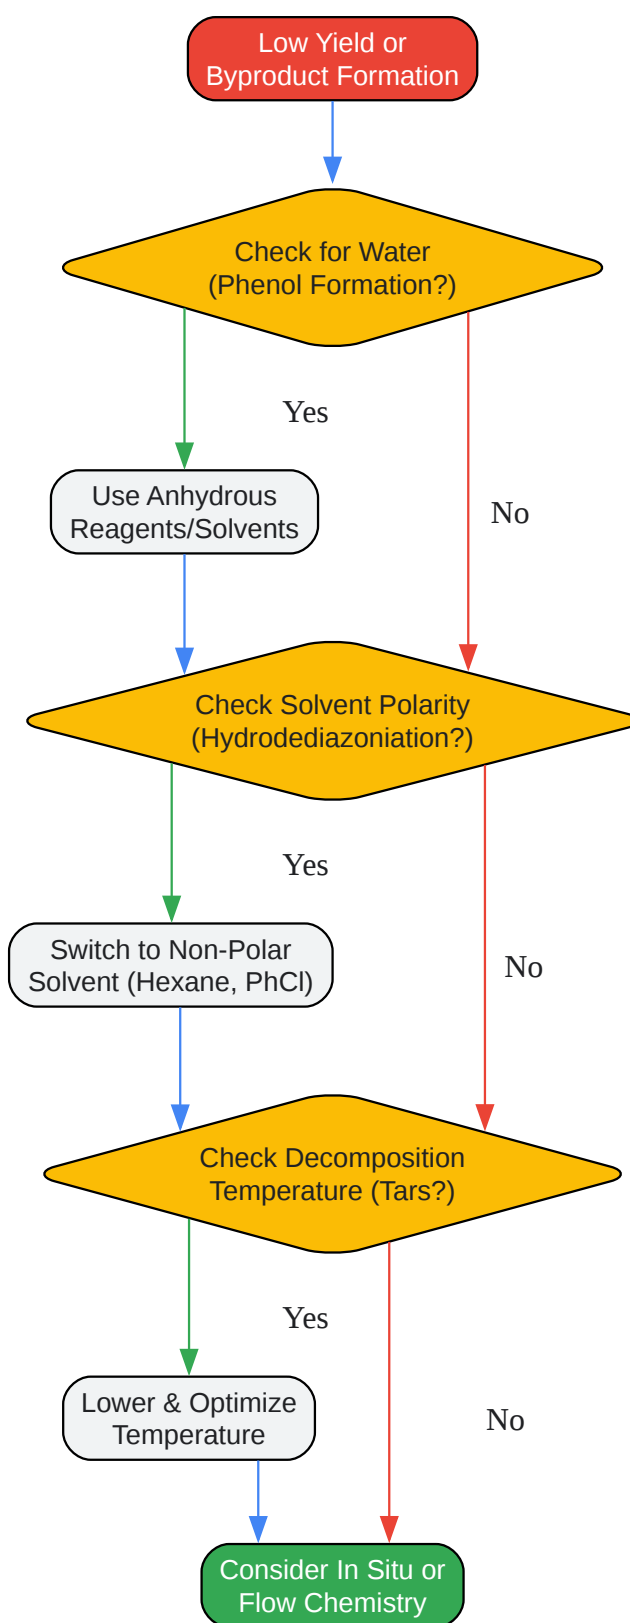 Low Yield or
Byproduct Formation
Check for Water
(Phenol Formation?)
Yes
Use Anhydrous
Reagents/Solvents
No
Check Solvent Polarity
(Hydrodediazoniation?)
Yes
Switch to Non-Polar
Solvent (Hexane, PhCl)
No
Check Decomposition
Temperature (Tars?)
Yes
Lower & Optimize
Temperature
No
Consider In Situ or
Flow Chemistry